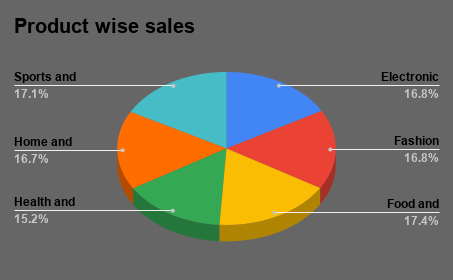 Product wise sales
Sports and
17.1%
Electronic
16.8%
Home and
16.7%
Fashion
16.8%
Health and
15.2%
Food and
17.4%